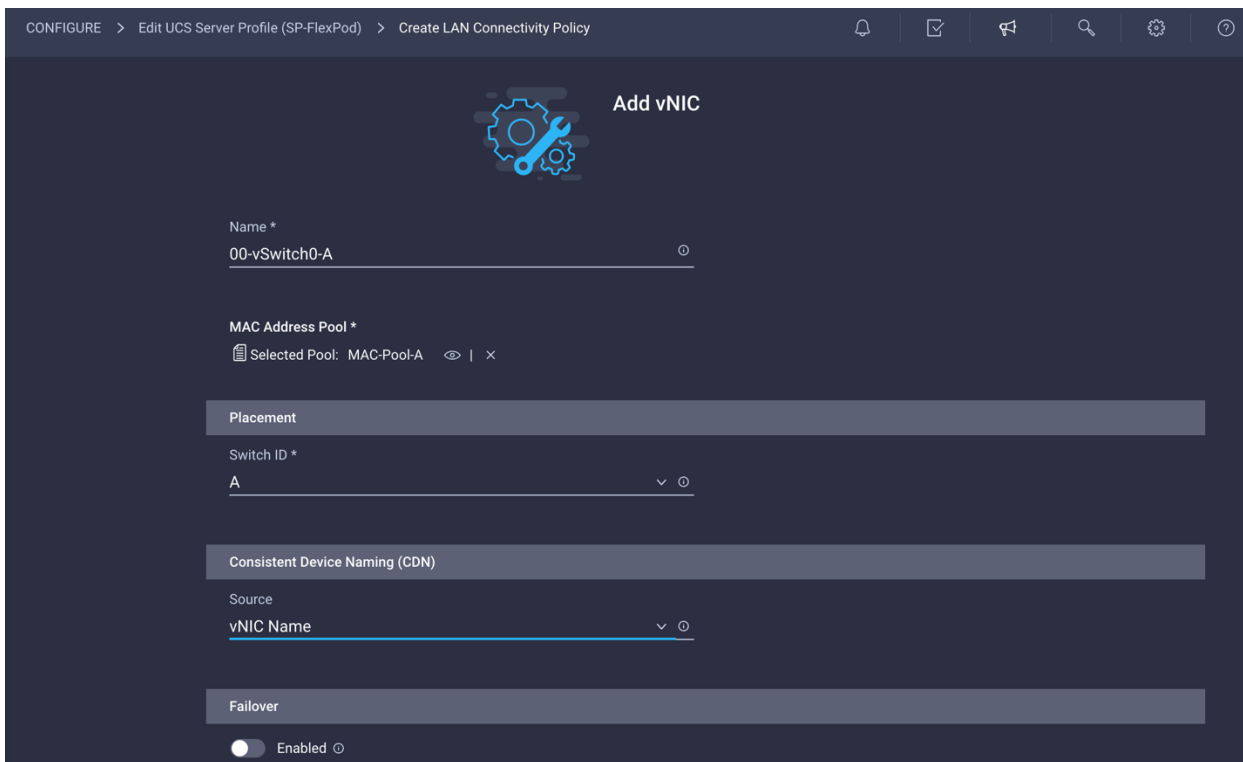 CONFIGURE > Edit UCS Server Profile (SP-FlexPod) > Create LAN Connectivity Policy
Add vNIC
Name *
00-vSwitch0-A
MAC Address Pool *
Selected Pool: MAC-Pool-A |
Placement
Switch ID *
A
Consistent Device Naming (CDN)
Source
vNIC Name
Failover
Enabled